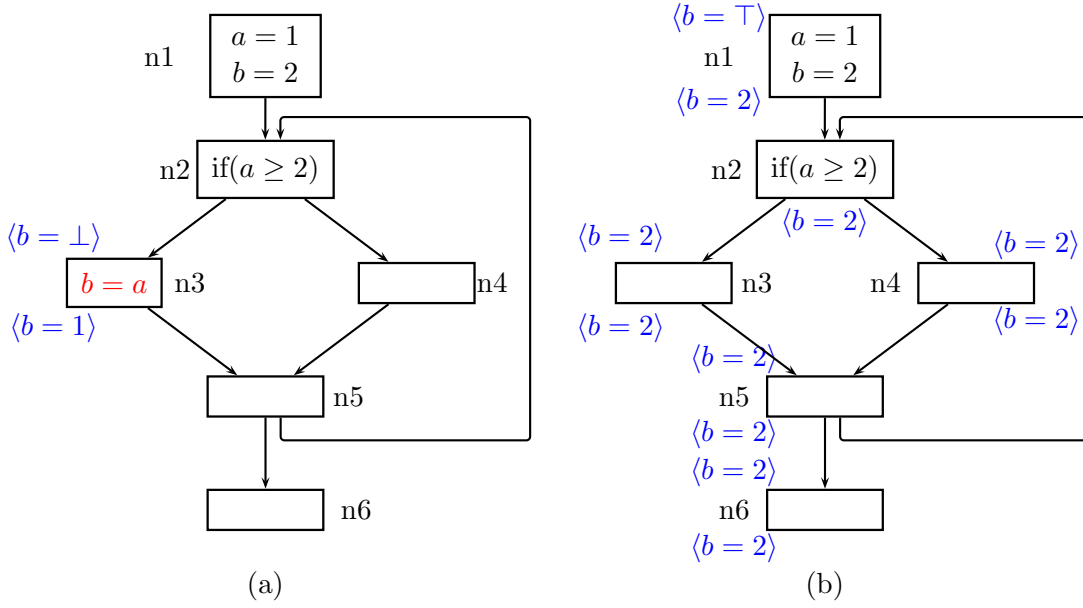 a = 1
n1
b = 2
n2
if(a ≥ 2)
⟨b = ⊥⟩
b = a
n3
n4
⟨b = 1⟩
n5
n6
(a)
⟨b = ⊤⟩
a = 1
n1
b = 2
⟨b = 2⟩
n2
if(a ≥ 2)
⟨b = 2⟩
⟨b = 2⟩
⟨b = 2⟩
n3
n4
⟨b = 2⟩
⟨b = 2⟩
⟨b = 2⟩
n5
⟨b = 2⟩
⟨b = 2⟩
n6
⟨b = 2⟩
(b)